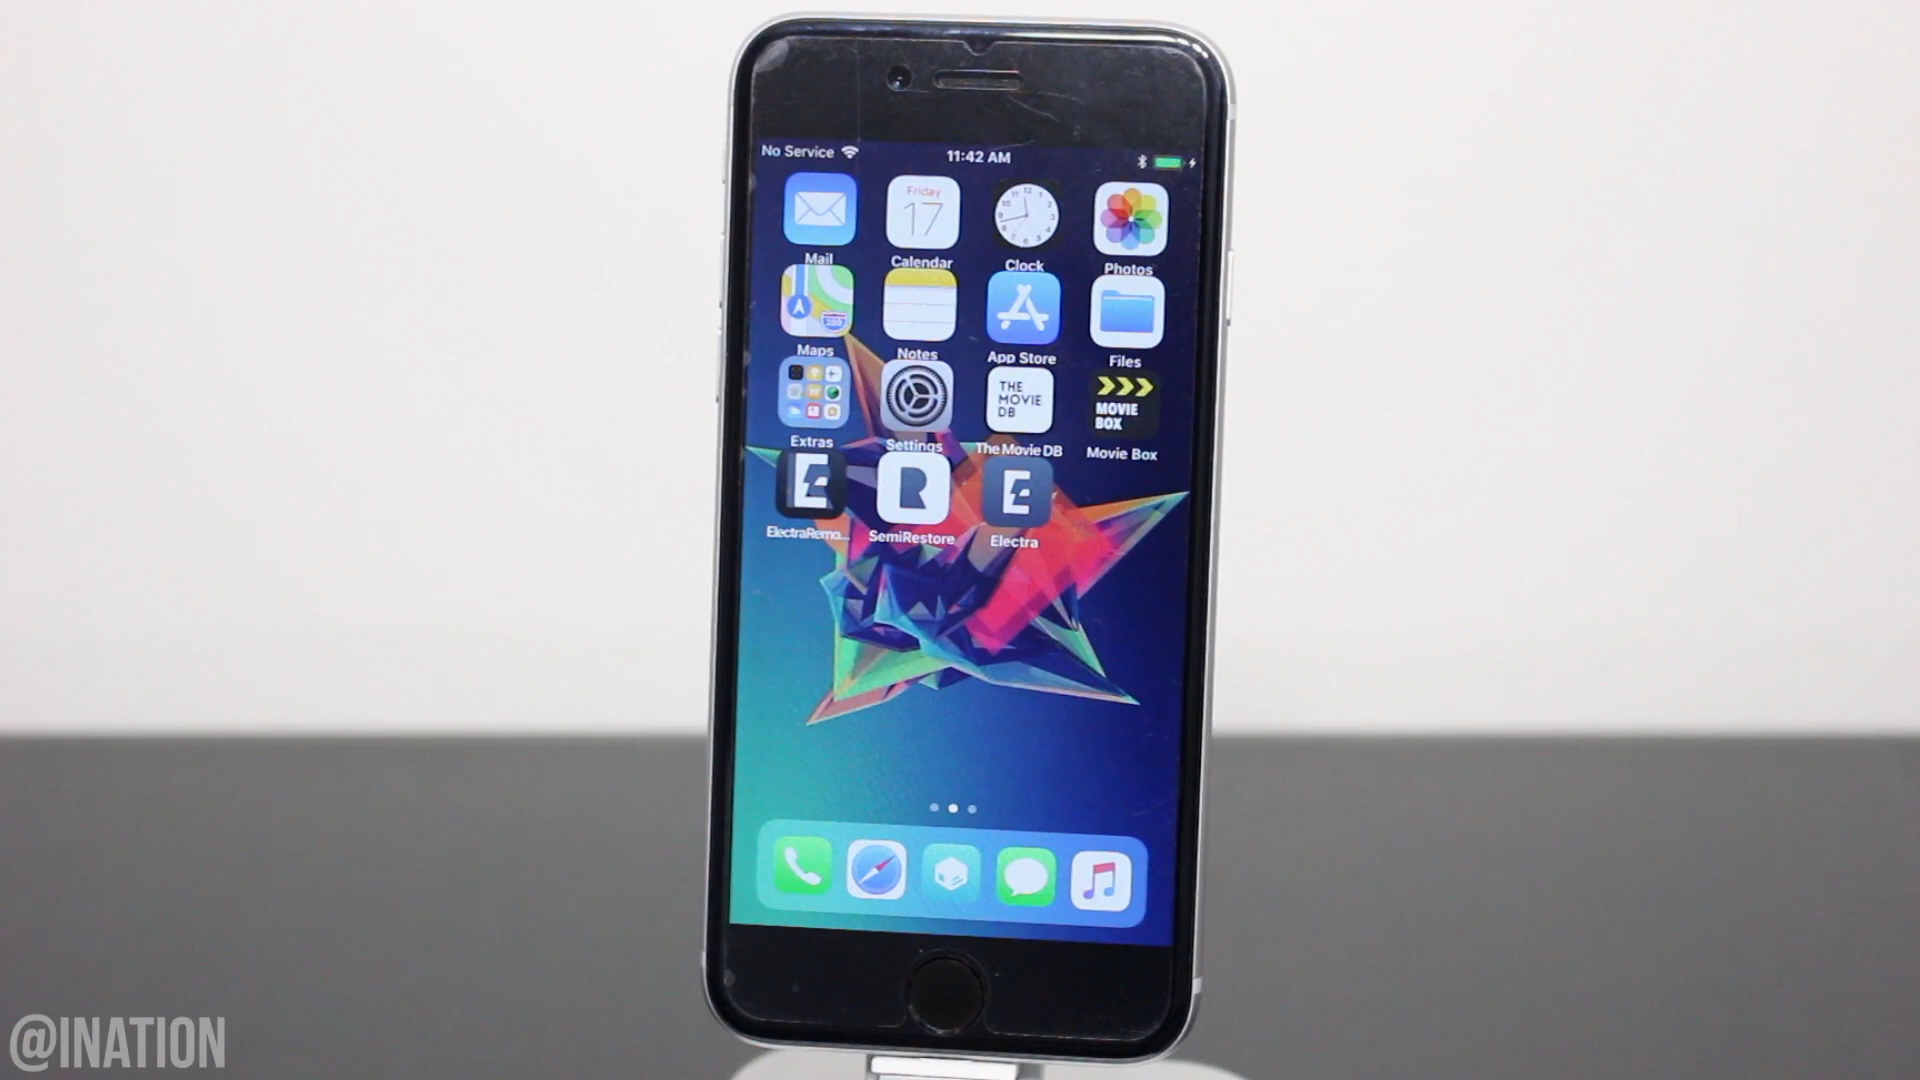 No Service
11:42 AM
Friday
17
Mail
Calendar
Clock
Photos
Maps
Notes
App Store
Files
THE
MOVIE
DB
MOVIE
BOX
Extras
Settings
The Movie DB
Movie Box
E
R
E
ElectraRemo...
SemiRestore
Electra
@INATION